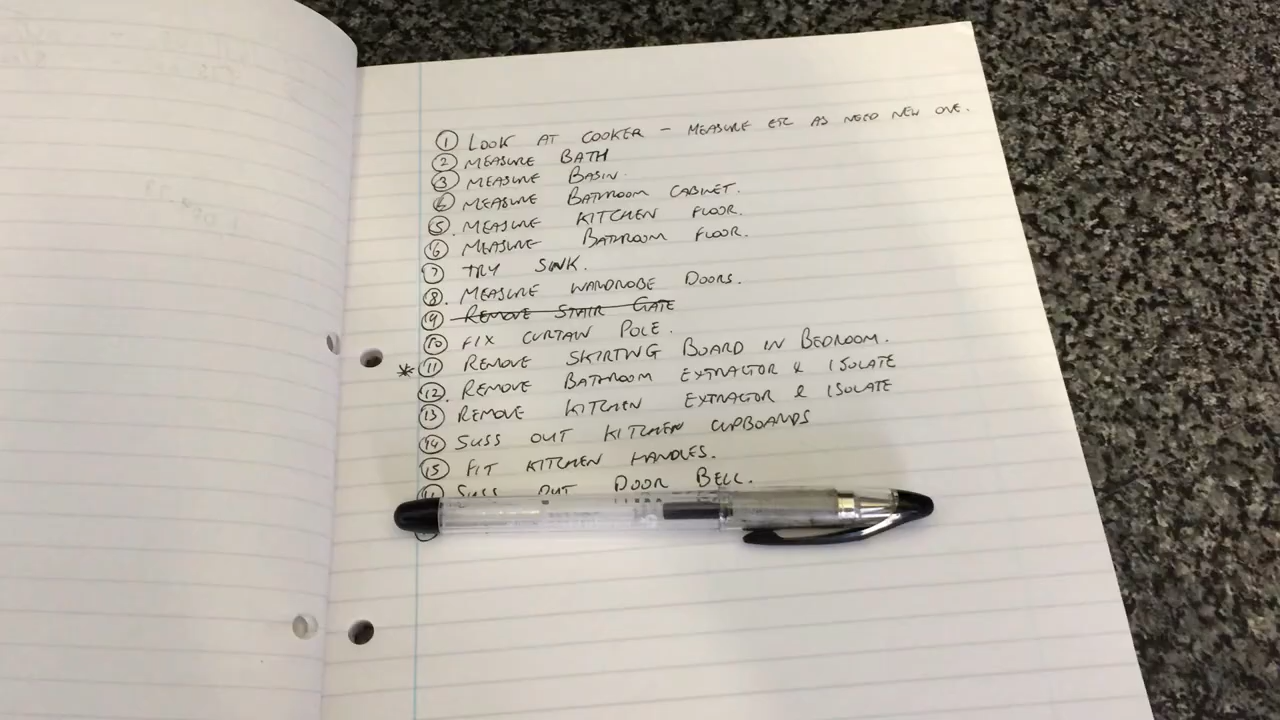 ① LOOK AT COOKER - MEASURE ETC AS NEED NEW ONE.
② MEASURE BATH
③ MEASURE BASIN.
④ MEASURE BATHROOM CABINET.
⑤. MEASURE KITCHEN FLOOR.
⑥ MEASURE BATHROOM FLOOR.
⑦ TRY SINK.
⑧. MEASURE WARDROBE DOORS.
⑨ REMOVE STAIR GATE
⑩ FIX CURTAIN POLE.
* ⑪ REMOVE SKIRTING BOARD IN BEDROOM.
⑫. REMOVE BATHROOM EXTRACTOR & ISOLATE
⑬ REMOVE KITCHEN EXTRACTOR & ISOLATE
⑭ SUSS OUT KITCHEN CUPBOARDS
⑮ FIT KITCHEN HANDLES.
SUSS OUT DOOR BELL.